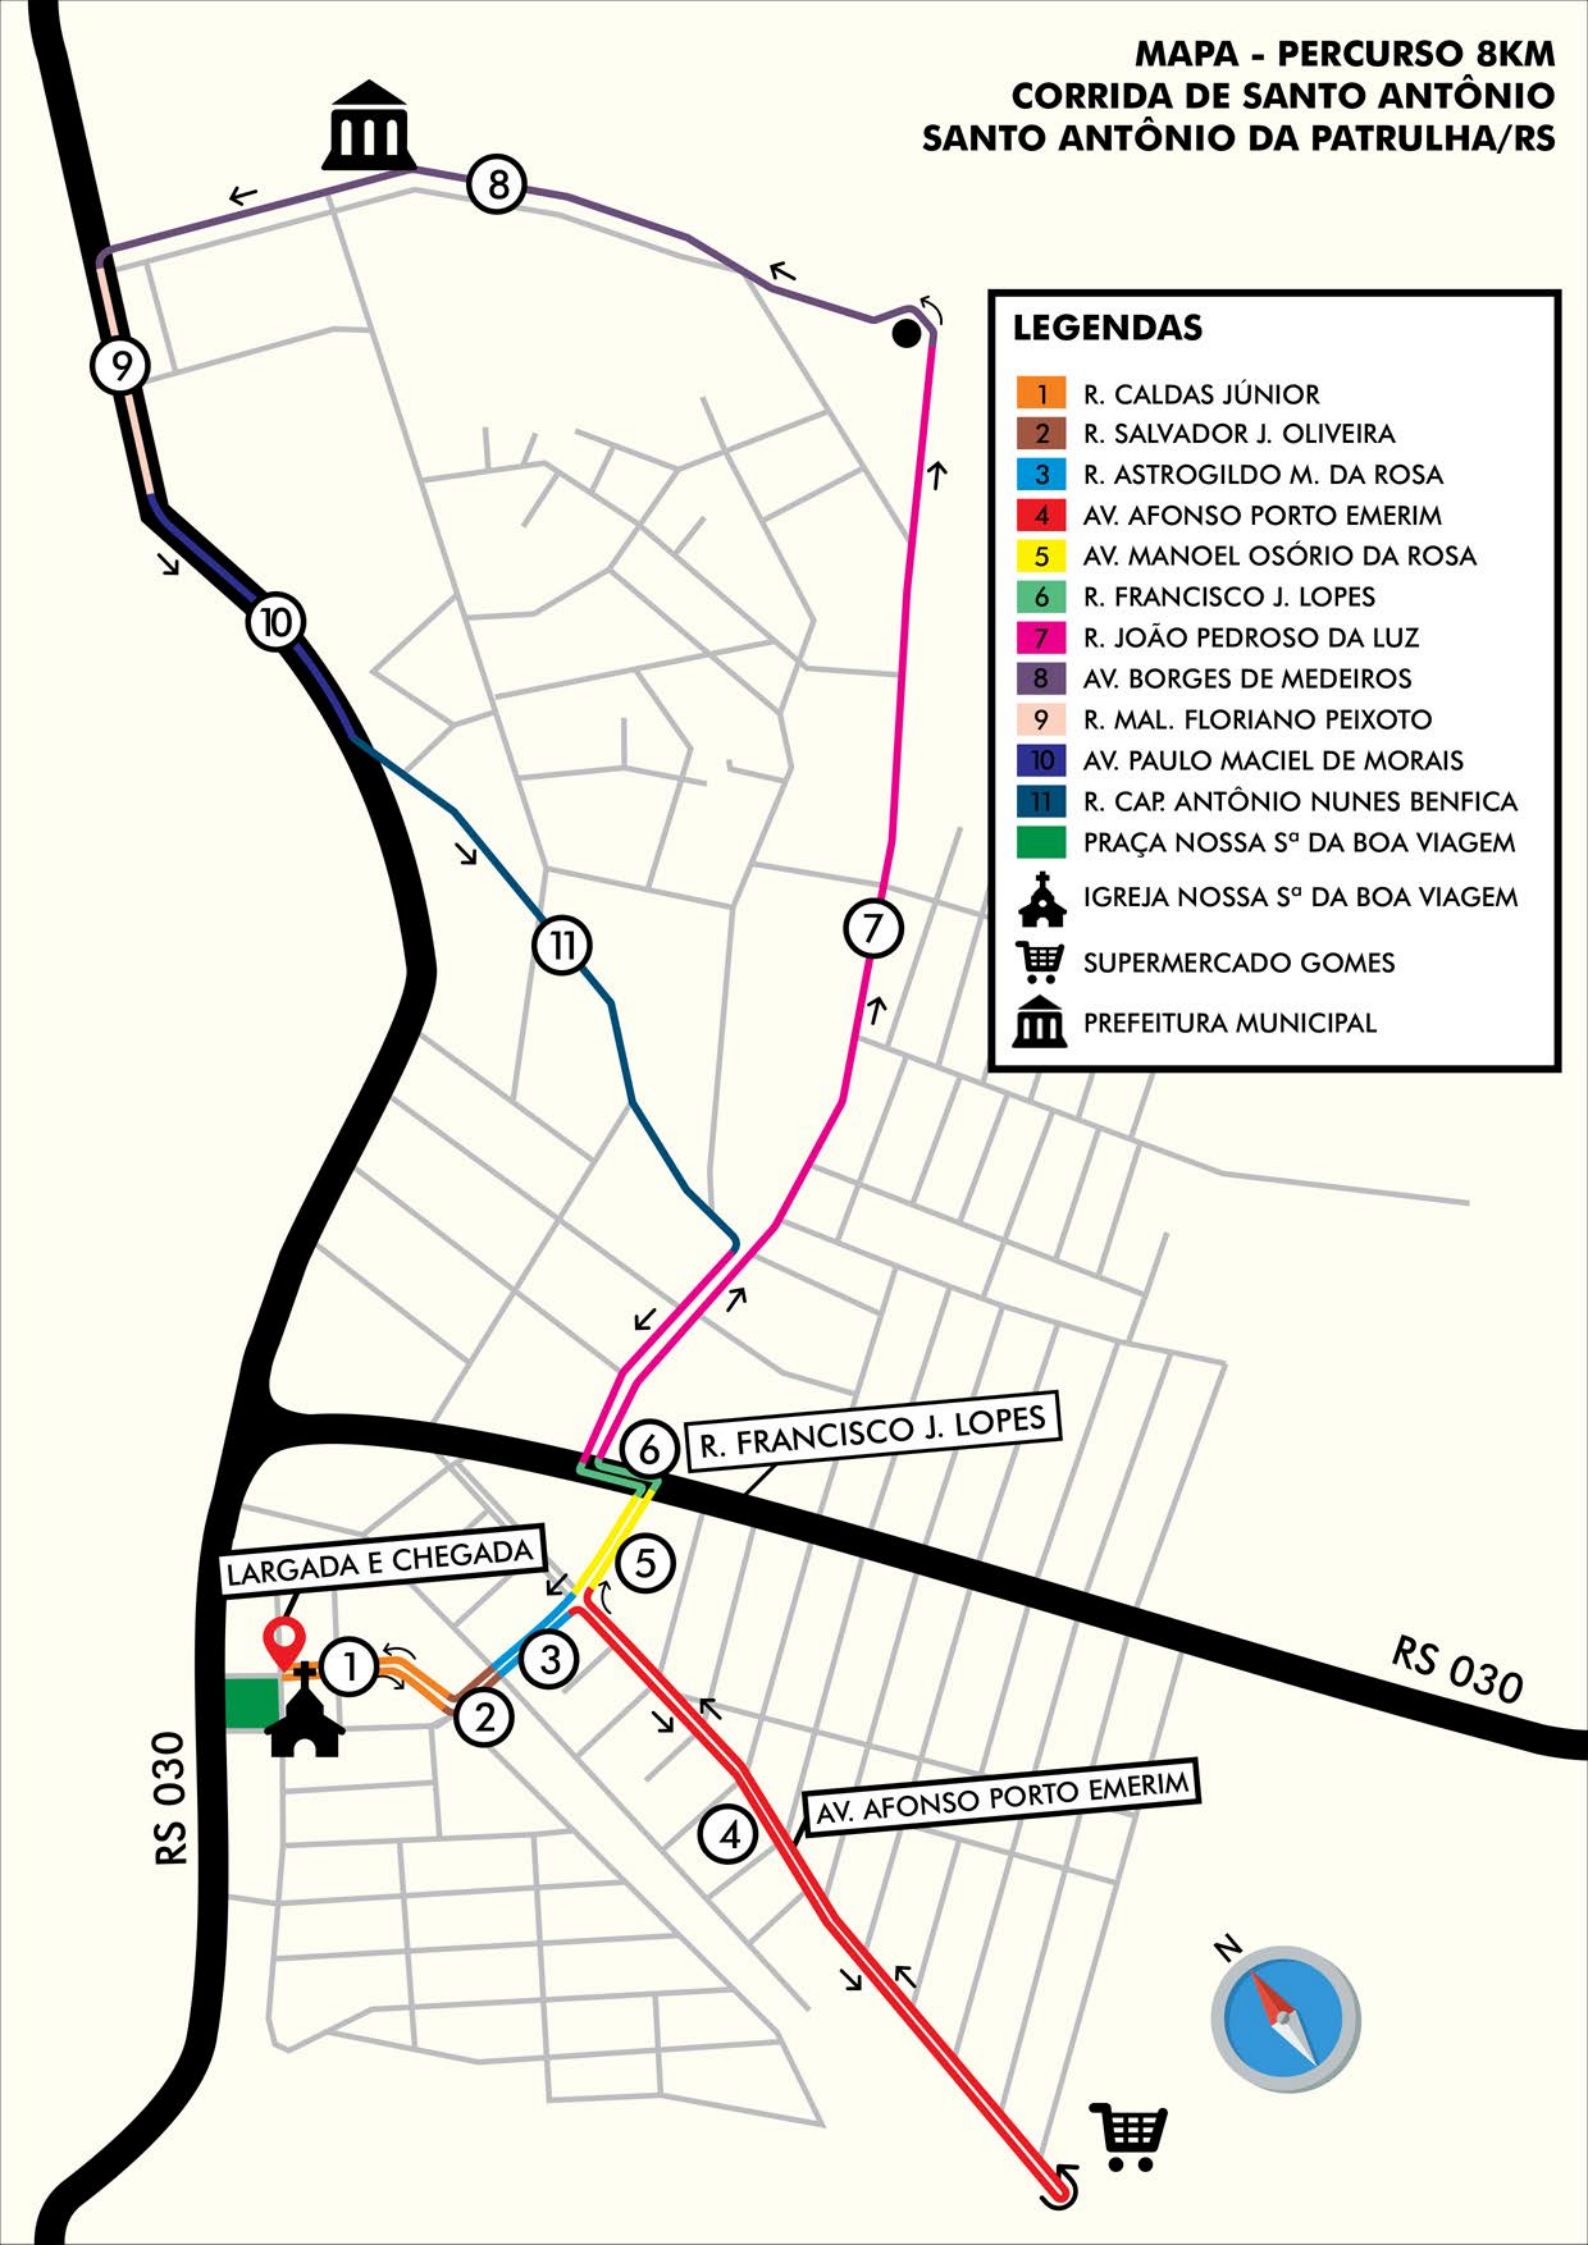 MAPA - PERCURSO 8KM
CORRIDA DE SANTO ANTÔNIO
SANTO ANTÔNIO DA PATRULHA/RS
8
9
10
11
7
LEGENDAS
1 R. CALDAS JÚNIOR
2 R. SALVADOR J. OLIVEIRA
3 R. ASTROGILDO M. DA ROSA
4 AV. AFONSO PORTO EMERIM
5 AV. MANOEL OSÓRIO DA ROSA
6 R. FRANCISCO J. LOPES
7 R. JOÃO PEDROSO DA LUZ
8 AV. BORGES DE MEDEIROS
9 R. MAL. FLORIANO PEIXOTO
10 AV. PAULO MACIEL DE MORAIS
11 R. CAP. ANTÔNIO NUNES BENFICA
PRAÇA NOSSA Sª DA BOA VIAGEM
IGREJA NOSSA Sª DA BOA VIAGEM
SUPERMERCADO GOMES
PREFEITURA MUNICIPAL
6
R. FRANCISCO J. LOPES
LARGADA E CHEGADA
5
1
3
2
RS 030
RS 030
AV. AFONSO PORTO EMERIM
4
N